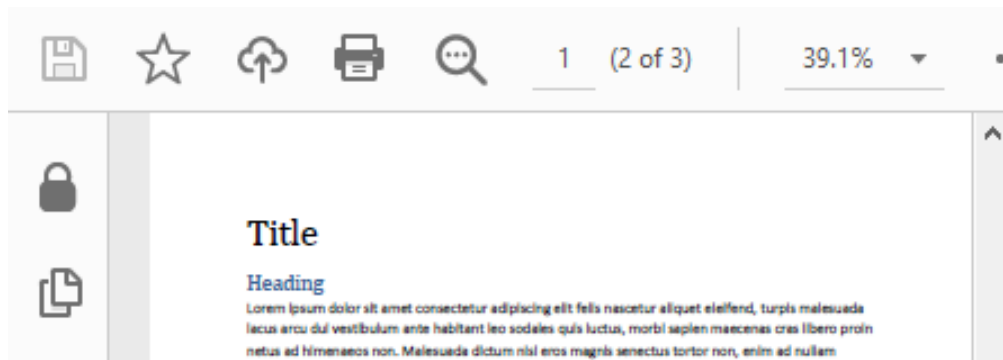 1 (2 of 3) 39.1%
Title
Heading
Lorem ipsum dolor sit amet consectetur adipiscing elit felis nascetur aliquet eleifend, turpis malesuada
lacus arcu dui vestibulum ante habitant leo sodales quis luctus, morbi sapien maecenas cras libero proin
netus ad himenaeos non. Malesuada dictum nisl eros magnis senectus tortor non, enim ad nullam